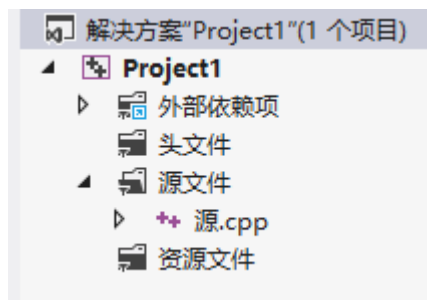 解决方案"Project1"(1 个项目)
Project1
外部依赖项
头文件
源文件
源.cpp
资源文件